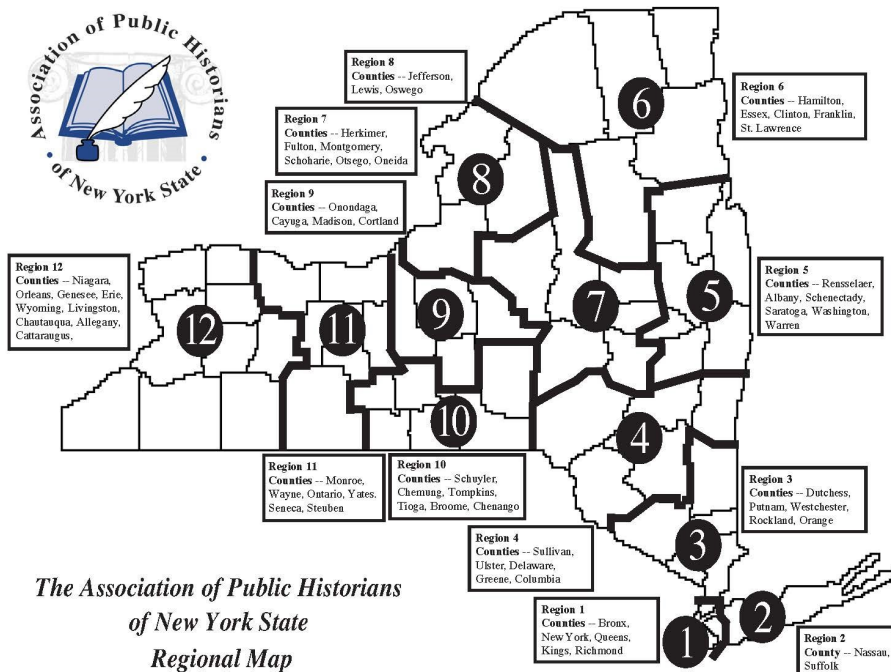 Association of Public Historians
• of New York State •
Region 8
Counties -- Jefferson,
Lewis, Oswego
Region 7
Counties -- Herkimer,
Fulton, Montgomery,
Schoharie, Otsego, Oneida
Region 9
Counties -- Onondaga,
Cayuga, Madison, Cortland
Region 6
Counties -- Hamilton,
Essex, Clinton, Franklin,
St. Lawrence
Region 12
Counties -- Niagara,
Orleans, Genesee, Erie,
Wyoming, Livingston,
Chautauqua, Allegany,
Cattaraugus,
Region 5
Counties -- Rensselaer,
Albany, Schenectady,
Saratoga, Washington,
Warren
6
8
7
5
9
12
11
10
4
3
1
2
Region 11
Counties -- Monroe,
Wayne, Ontario, Yates.
Seneca, Steuben
Region 10
Counties -- Schuyler,
Chemung, Tompkins,
Tioga, Broome, Chenango
Region 3
Counties -- Dutchess,
Putnam, Westchester,
Rockland, Orange
Region 4
Counties -- Sullivan,
Ulster, Delaware,
Greene, Columbia
Region 1
Counties -- Bronx,
New York, Queens,
Kings, Richmond
Region 2
County -- Nassau,
Suffolk
The Association of Public Historians
of New York State
Regional Map